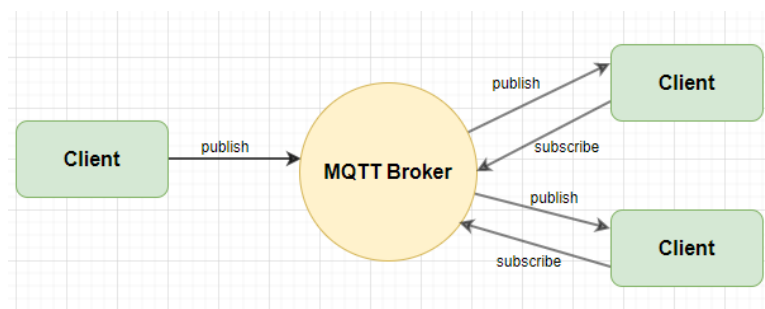 publish
Client
subscribe
Client
publish
MQTT Broker
publish
subscribe
Client